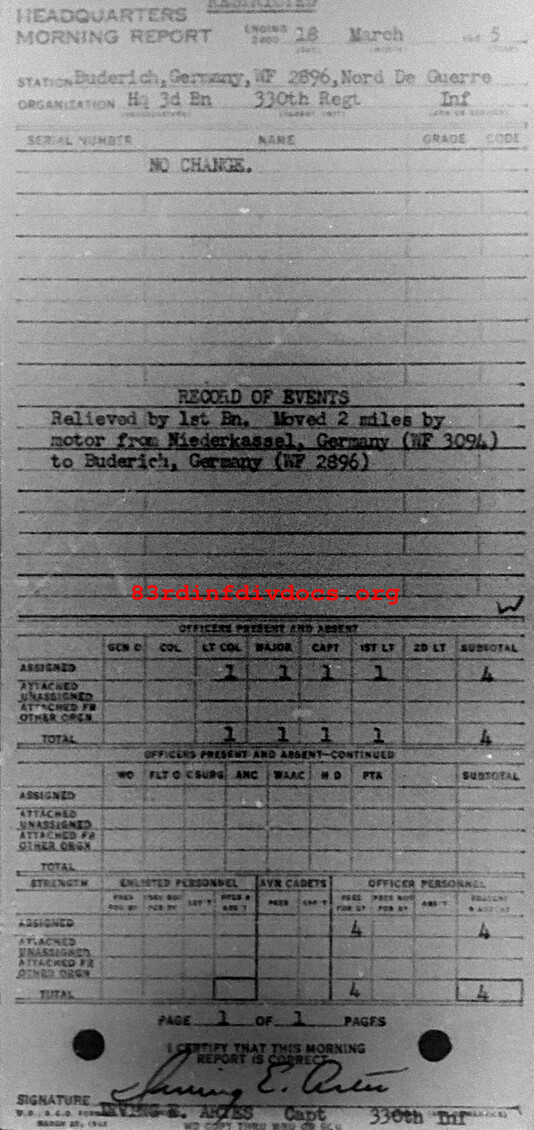 RESTRICTED
HEADQUARTERS
MORNING REPORT ENDING 2400 18 March 5
STATION Buderich, Germany, WF 2896, Nord De Guerre
ORGANIZATION Hq 3d Bn 330th Regt Inf
SERIAL NUMBER NAME GRADE CODE
NO CHANGE.
RECORD OF EVENTS
Relieved by 1st Bn. Moved 2 miles by
motor from Niederkassel, Germany (WF 3094)
to Buderich, Germany (WF 2896)
83rdinfdivdocs.org
OFFICERS PRESENT AND ABSENT
GEN O COL LT COL MAJOR CAPT 1ST LT 2D LT SUBTOTAL
ASSIGNED 1 1 1 1 4
ATTACHED
UNASSIGNED
ATTACHED FR
OTHER ORGN
TOTAL 1 1 1 1 4
OFFICERS PRESENT AND ABSENT—CONTINUED
WO FLT O CSURG ANC WAAC H D PTA SUBTOTAL
ASSIGNED
ATTACHED
UNASSIGNED
ATTACHED FR
OTHER ORGN
TOTAL
STRENGTH ENLISTED PERSONNEL AVN CADETS OFFICER PERSONNEL
ASSIGNED 4 4
ATTACHED
UNASSIGNED
ATTACHED FR
OTHER ORGN
TOTAL 4 4
PAGE 1 OF 1 PAGES
I CERTIFY THAT THIS MORNING
REPORT IS CORRECT
SIGNATURE Irving E. Artes
IRVING E. ARTES Capt 330th Inf